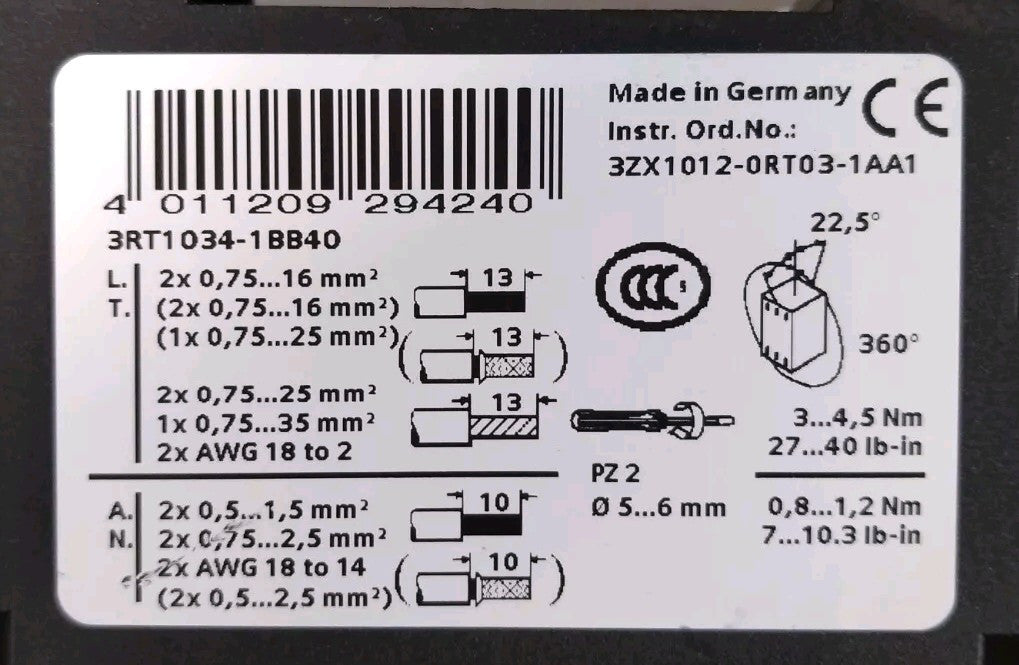 Made in Germany CE
Instr. Ord.No.:
3ZX1012-0RT03-1AA1
4 011209 294240
3RT1034-1BB40
L. 2x 0,75...16 mm²
T. (2x 0,75...16 mm²)
(1x 0,75...25 mm²)
13
13
2x 0,75...25 mm²
1x 0,75...35 mm²
2x AWG 18 to 2
13
CCC S
22,5°
360°
3...4,5 Nm
27...40 lb-in
PZ 2
Ø 5...6 mm
0,8...1,2 Nm
7...10.3 lb-in
A. 2x 0,5...1,5 mm²
N. 2x 0,75...2,5 mm²
2x AWG 18 to 14
(2x 0,5...2,5 mm²)
10
10